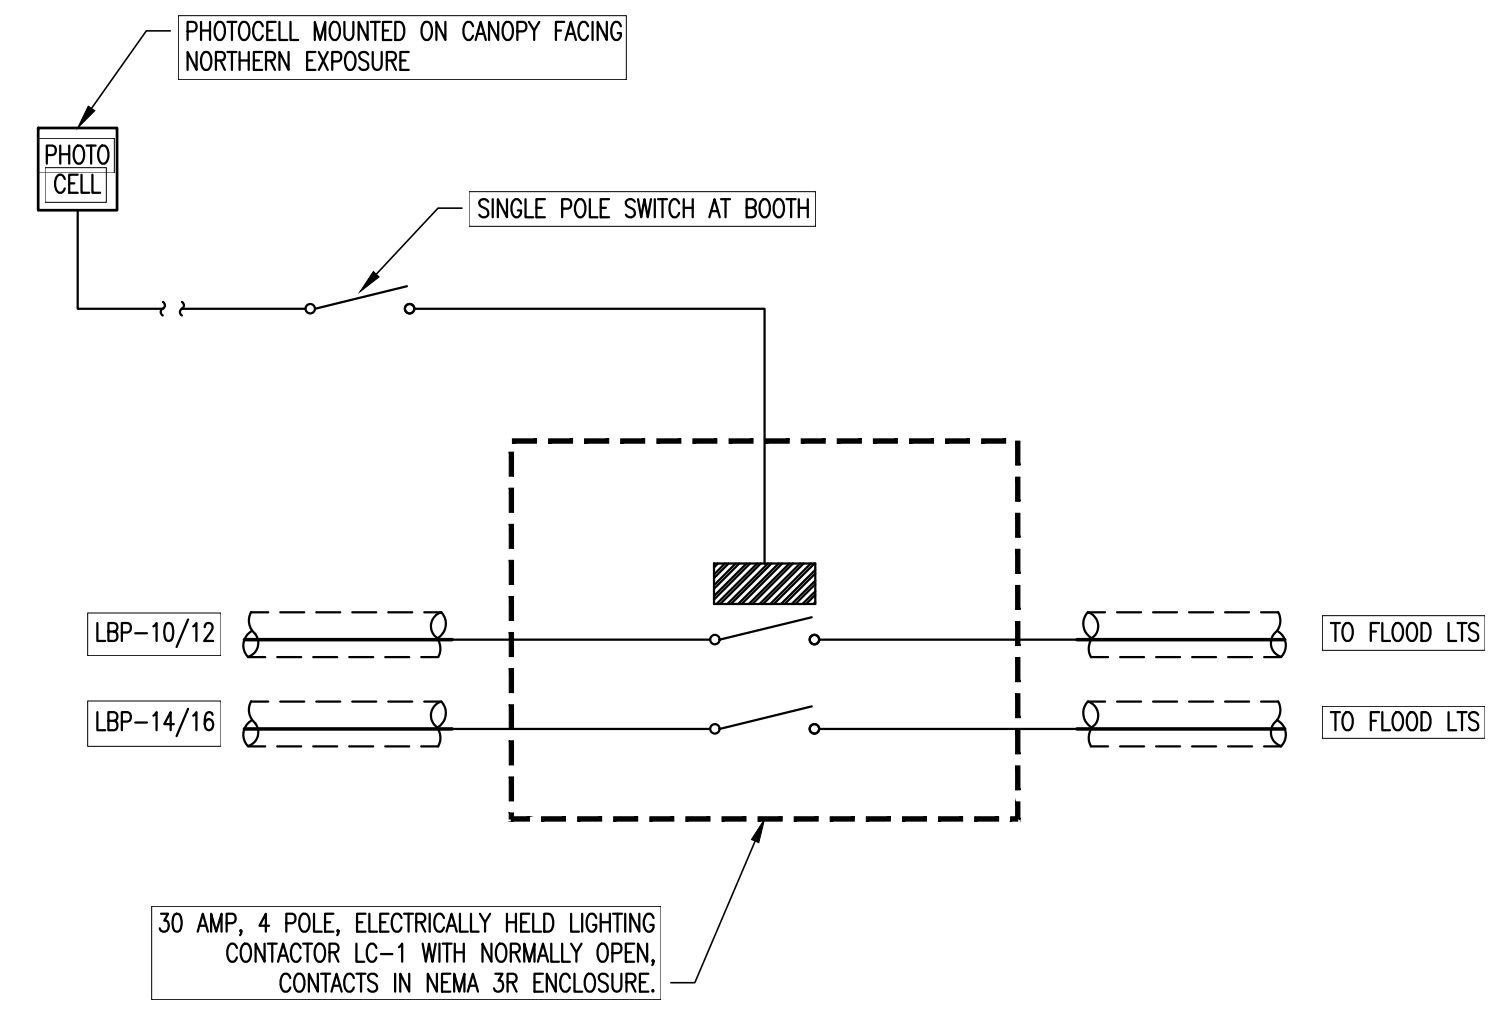 PHOTOCELL MOUNTED ON CANOPY FACING
NORTHERN EXPOSURE
PHOTO
CELL
SINGLE POLE SWITCH AT BOOTH
LBP-10/12
TO FLOOD LTS
LBP-14/16
TO FLOOD LTS
30 AMP, 4 POLE, ELECTRICALLY HELD LIGHTING
CONTACTOR LC-1 WITH NORMALLY OPEN,
CONTACTS IN NEMA 3R ENCLOSURE.